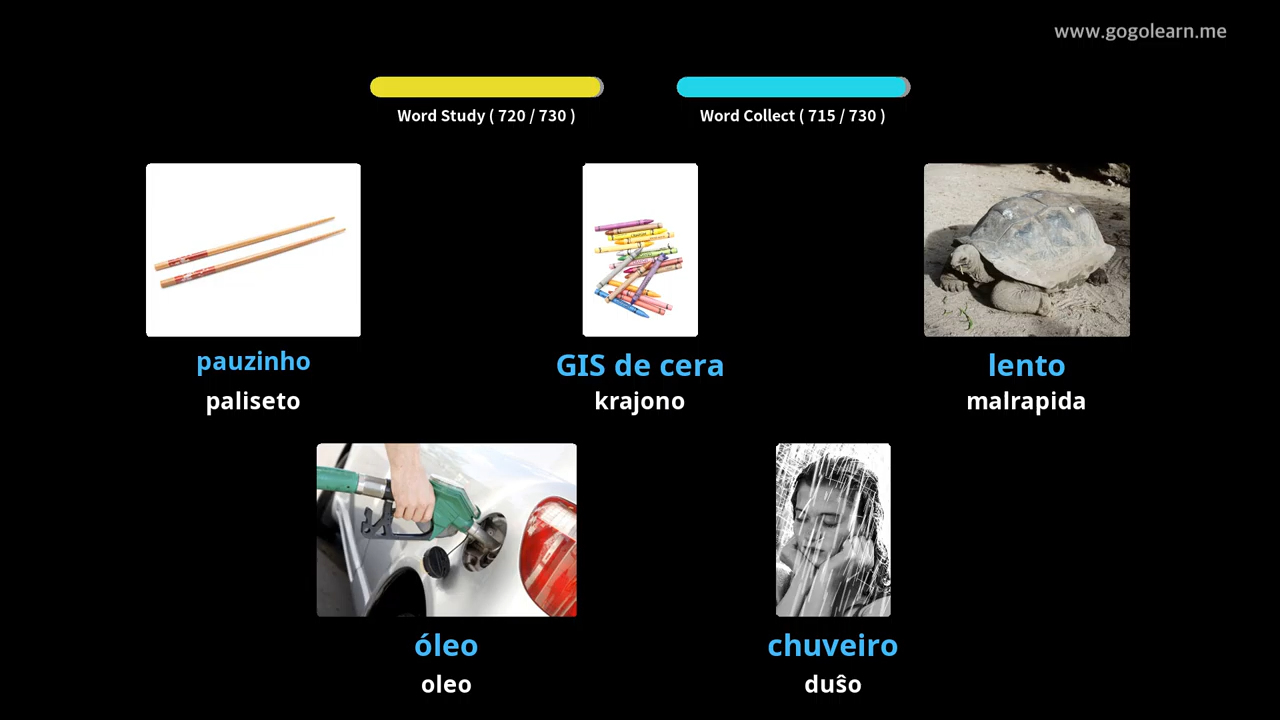 www.gogolearn.me
Word Study ( 720 / 730 )
Word Collect ( 715 / 730 )
pauzinho
paliseto
GIS de cera
krajono
lento
malrapida
óleo
oleo
chuveiro
duŝo